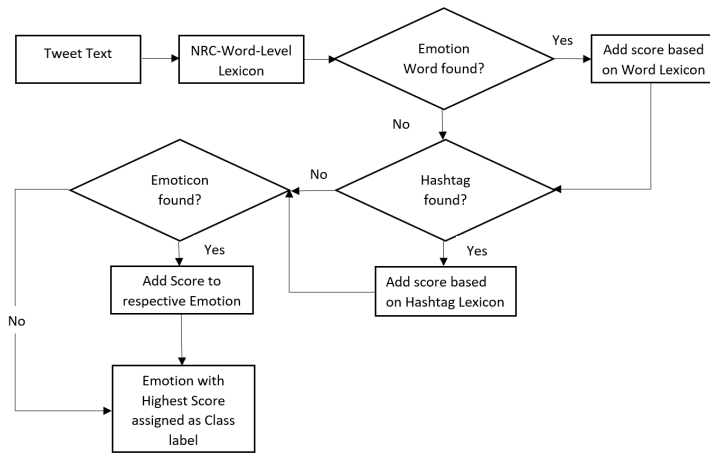 Tweet Text
NRC-Word-Level
Lexicon
Emotion
Word found?
Yes
Add score based
on Word Lexicon
No
Hashtag
found?
No
Emoticon
found?
Yes
Add score based
on Hashtag Lexicon
Yes
Add Score to
respective Emotion
No
Emotion with
Highest Score
assigned as Class
label